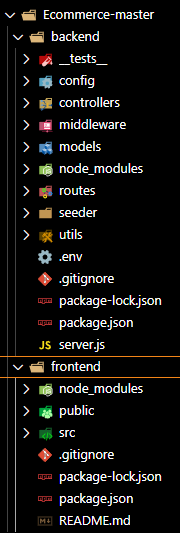 Ecommerce-master
backend
__tests__
config
controllers
middleware
models
node_modules
routes
seeder
utils
.env
.gitignore
package-lock.json
package.json
JS server.js
frontend
node_modules
public
src
.gitignore
package-lock.json
package.json
README.md